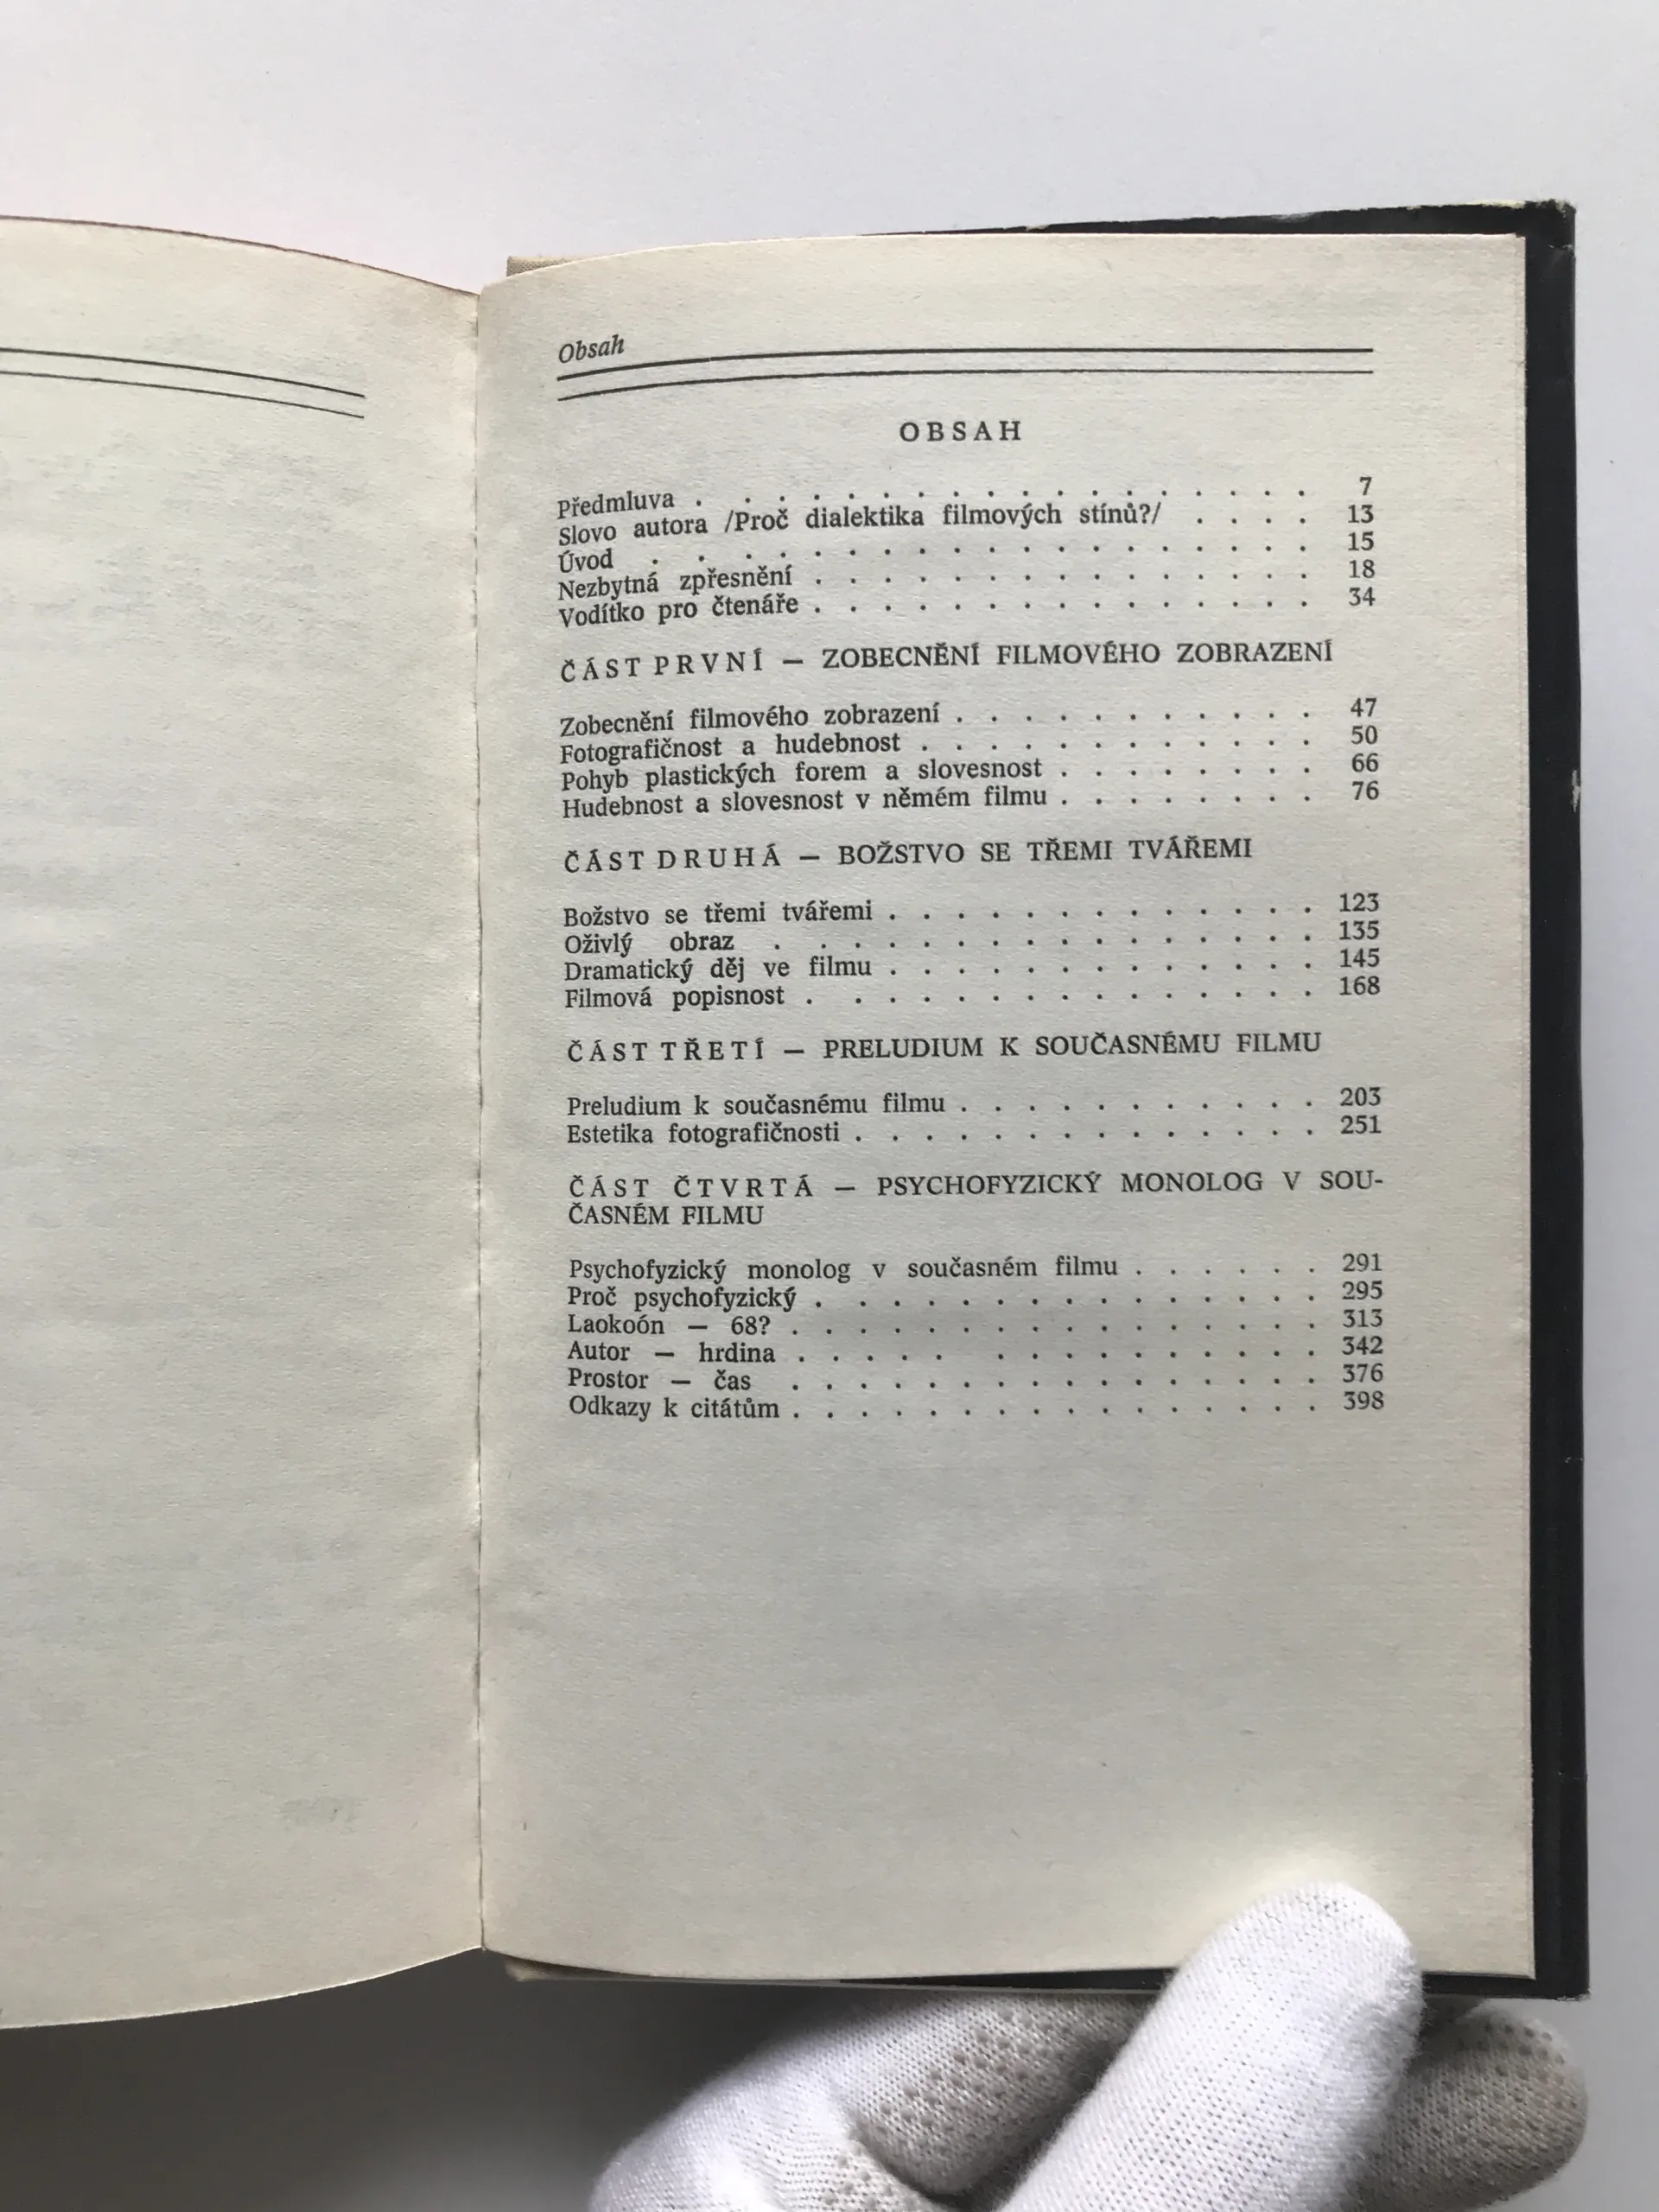 Obsah
OBSAH
Předmluva . . . . . . . . . . . . . . . . . 7
Slovo autora /Proč dialektika filmových stínů?/ . . . . 13
Úvod . . . . . . . . . . . . . . . . . . 15
Nezbytná zpřesnění . . . . . . . . . . . . . . . 18
Vodítko pro čtenáře . . . . . . . . . . . . . . . 34
ČÁST PRVNÍ — ZOBECNĚNÍ FILMOVÉHO ZOBRAZENÍ
Zobecnění filmového zobrazení . . . . . . . . . . . 47
Fotografičnost a hudebnost . . . . . . . . . . . . 50
Pohyb plastických forem a slovesnost . . . . . . . . 66
Hudebnost a slovesnost v němém filmu . . . . . . . . 76
ČÁST DRUHÁ — BOŽSTVO SE TŘEMI TVÁŘEMI
Božstvo se třemi tvářemi . . . . . . . . . . . . . 123
Oživlý obraz . . . . . . . . . . . . . . . . 135
Dramatický děj ve filmu . . . . . . . . . . . . . 145
Filmová popisnost . . . . . . . . . . . . . . . 168
ČÁST TŘETÍ — PRELUDIUM K SOUČASNÉMU FILMU
Preludium k současnému filmu . . . . . . . . . . . 203
Estetika fotografičnosti . . . . . . . . . . . . . . 251
ČÁST ČTVRTÁ — PSYCHOFYZICKÝ MONOLOG V SOU-
ČASNÉM FILMU
Psychofyzický monolog v současném filmu . . . . . . 291
Proč psychofyzický . . . . . . . . . . . . . . . 295
Laokoón — 68? . . . . . . . . . . . . . . . . 313
Autor — hrdina . . . . . . . . . . . . . . . 342
Prostor — čas . . . . . . . . . . . . . . . . 376
Odkazy k citátům . . . . . . . . . . . . . . . . 398